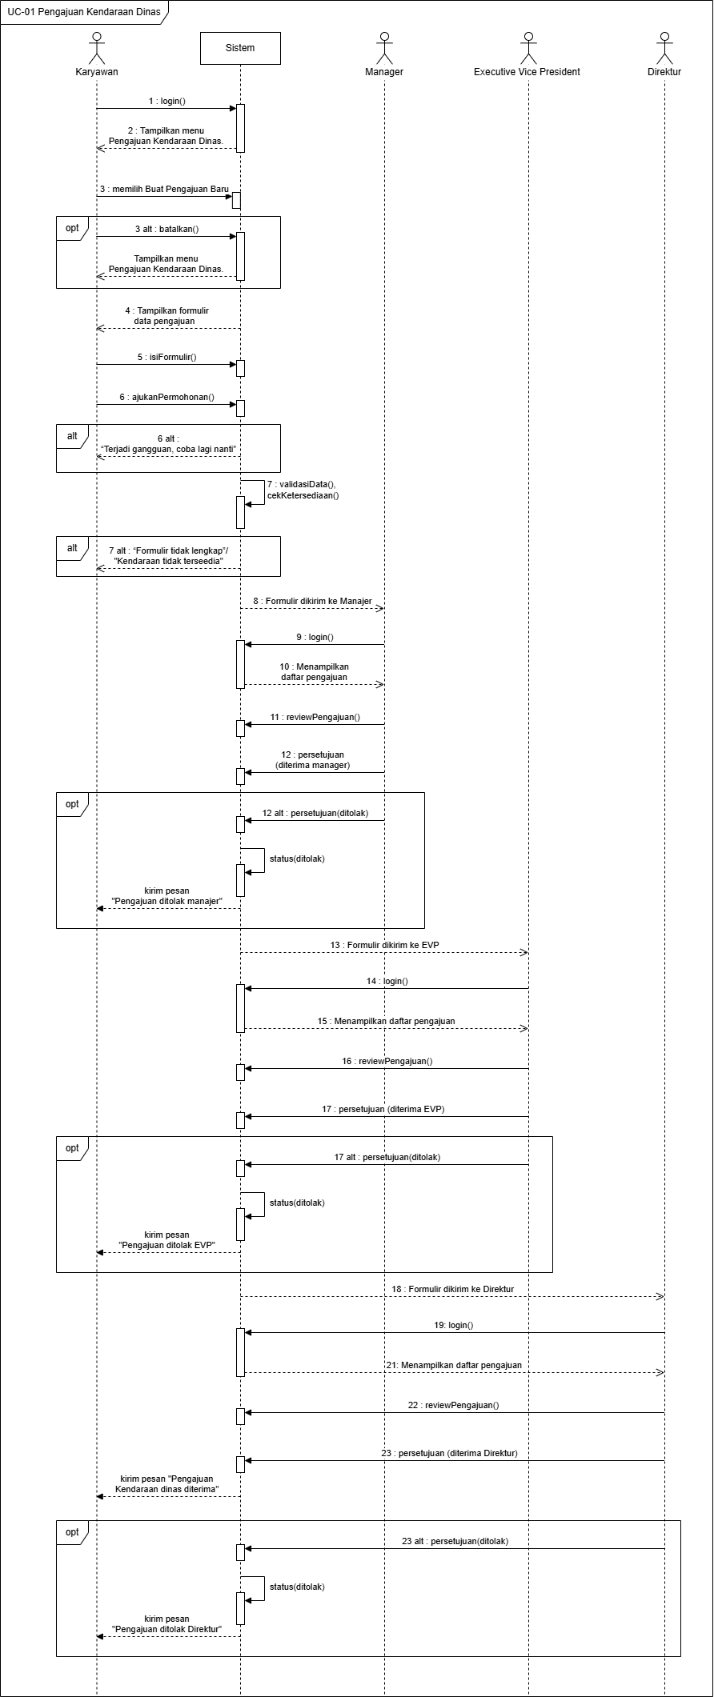 UC-01 Pengajuan Kendaraan Dinas
Sistem
Karyawan
Manager
Executive Vice President
Direktur
1 : login()
2 : Tampilkan menu
Pengajuan Kendaraan Dinas.
3 : memilih Buat Pengajuan Baru
opt
3 alt : batalkan()
Tampilkan menu
Pengajuan Kendaraan Dinas.
4 : Tampilkan formulir
data pengajuan
5 : isiFormulir()
6 : ajukanPermohonan()
alt
6 alt :
“Terjadi gangguan, coba lagi nanti”
7 : validasiData(),
cekKetersediaan()
alt
7 alt : “Formulir tidak lengkap”/
"Kendaraan tidak terseedia"
8 : Formulir dikirim ke Manajer
9 : login()
10 : Menampilkan
daftar pengajuan
11 : reviewPengajuan()
12 : persetujuan
(diterima manager)
opt
12 alt : persetujuan(ditolak)
status(ditolak)
kirim pesan
"Pengajuan ditolak manajer"
13 : Formulir dikirim ke EVP
14 : login()
15 : Menampilkan daftar pengajuan
16 : reviewPengajuan()
17 : persetujuan (diterima EVP)
opt
17 alt : persetujuan(ditolak)
status(ditolak)
kirim pesan
"Pengajuan ditolak EVP"
18 : Formulir dikirim ke Direktur
19: login()
21: Menampilkan daftar pengajuan
22 : reviewPengajuan()
23 : persetujuan (diterima Direktur)
kirim pesan "Pengajuan
Kendaraan dinas diterima"
opt
23 alt : persetujuan(ditolak)
status(ditolak)
kirim pesan
"Pengajuan ditolak Direktur"